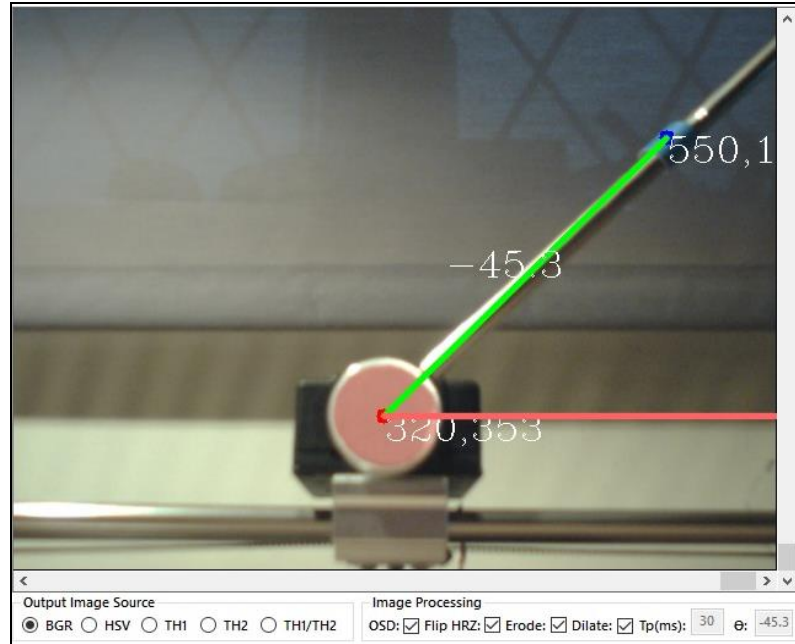 550,1
-45.3
320,353
Output Image Source
BGR HSV TH1 TH2 TH1/TH2
Image Processing
OSD: Flip HRZ: Erode: Dilate: Tp(ms): 30 Θ: -45.3